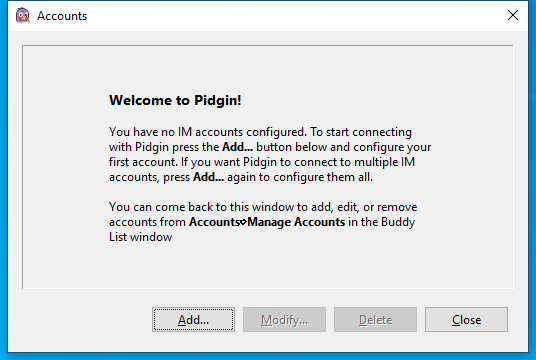 Accounts
Welcome to Pidgin!
You have no IM accounts configured. To start connecting
with Pidgin press the Add... button below and configure your
first account. If you want Pidgin to connect to multiple IM
accounts, press Add... again to configure them all.
You can come back to this window to add, edit, or remove
accounts from Accounts⇨Manage Accounts in the Buddy
List window
Add...
Modify...
Delete
Close